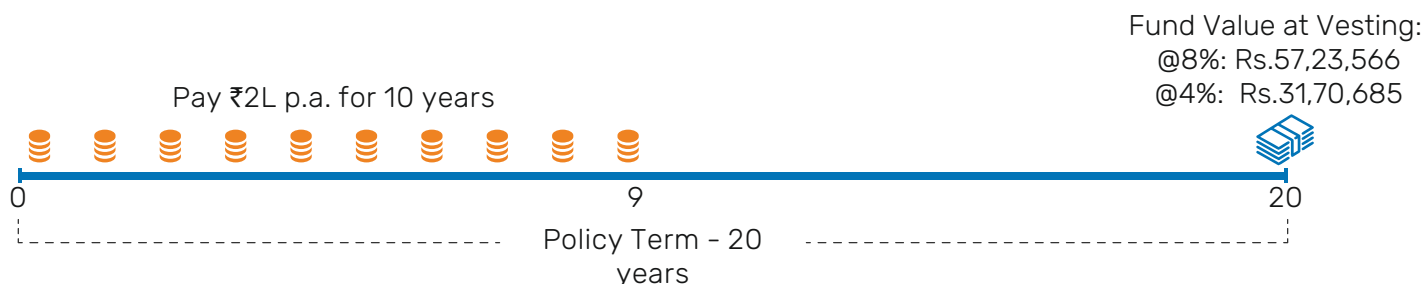 Fund Value at Vesting:
@8%: Rs.57,23,566
@4%: Rs.31,70,685
Pay ₹2L p.a. for 10 years
0
9
20
Policy Term - 20
years